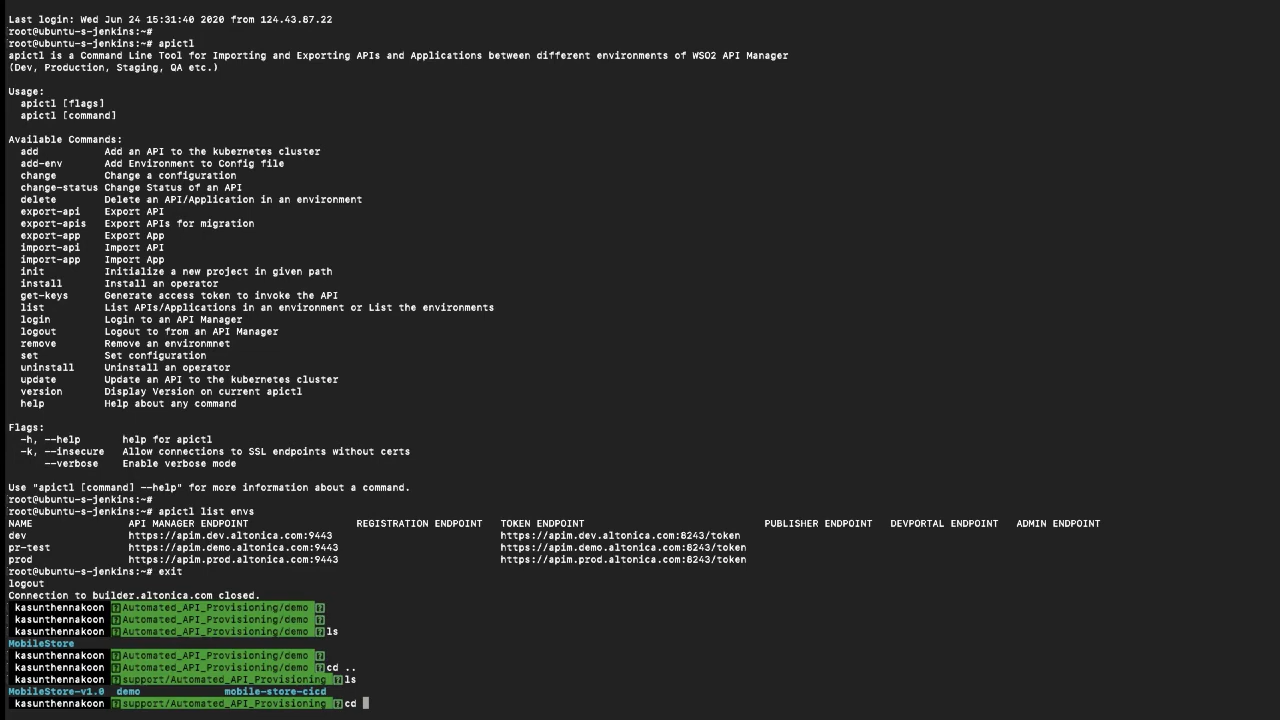 Last login: Wed Jun 24 15:31:40 2020 from 124.43.87.22
root@ubuntu-s-jenkins:~#
root@ubuntu-s-jenkins:~# apictl
apictl is a Command Line Tool for Importing and Exporting APIs and Applications between different environments of WSO2 API Manager
(Dev, Production, Staging, QA etc.)
Usage:
apictl [flags]
apictl [command]
Available Commands:
add Add an API to the kubernetes cluster
add-env Add Environment to Config file
change Change a configuration
change-status Change Status of an API
delete Delete an API/Application in an environment
export-api Export API
export-apis Export APIs for migration
export-app Export App
import-api Import API
import-app Import App
init Initialize a new project in given path
install Install an operator
get-keys Generate access token to invoke the API
list List APIs/Applications in an environment or List the environments
login Login to an API Manager
logout Logout to from an API Manager
remove Remove an environmnet
set Set configuration
uninstall Uninstall an operator
update Update an API to the kubernetes cluster
version Display Version on current apictl
help Help about any command
Flags:
-h, --help help for apictl
-k, --insecure Allow connections to SSL endpoints without certs
--verbose Enable verbose mode
Use "apictl [command] --help" for more information about a command.
root@ubuntu-s-jenkins:~#
root@ubuntu-s-jenkins:~# apictl list envs
NAME API MANAGER ENDPOINT REGISTRATION ENDPOINT TOKEN ENDPOINT PUBLISHER ENDPOINT DEVPORTAL ENDPOINT ADMIN ENDPOINT
dev https://apim.dev.altonica.com:9443 https://apim.dev.altonica.com:8243/token
pr-test https://apim.demo.altonica.com:9443 https://apim.demo.altonica.com:8243/token
prod https://apim.prod.altonica.com:9443 https://apim.prod.altonica.com:8243/token
root@ubuntu-s-jenkins:~# exit
logout
Connection to builder.altonica.com closed.
kasunthennakoon Automated_API_Provisioning/demo
kasunthennakoon Automated_API_Provisioning/demo
kasunthennakoon Automated_API_Provisioning/demo ls
MobileStore
kasunthennakoon Automated_API_Provisioning/demo
kasunthennakoon Automated_API_Provisioning/demo cd ..
kasunthennakoon support/Automated_API_Provisioning ls
MobileStore-v1.0 demo mobile-store-cicd
kasunthennakoon support/Automated_API_Provisioning cd